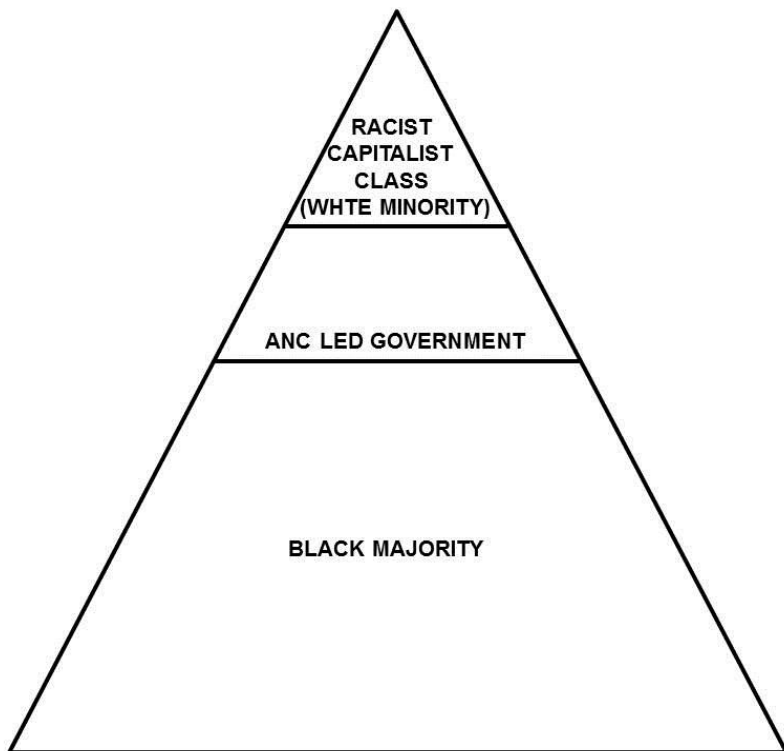 RACIST
CAPITALIST
CLASS
(WHTE MINORITY)
ANC LED GOVERNMENT
BLACK MAJORITY